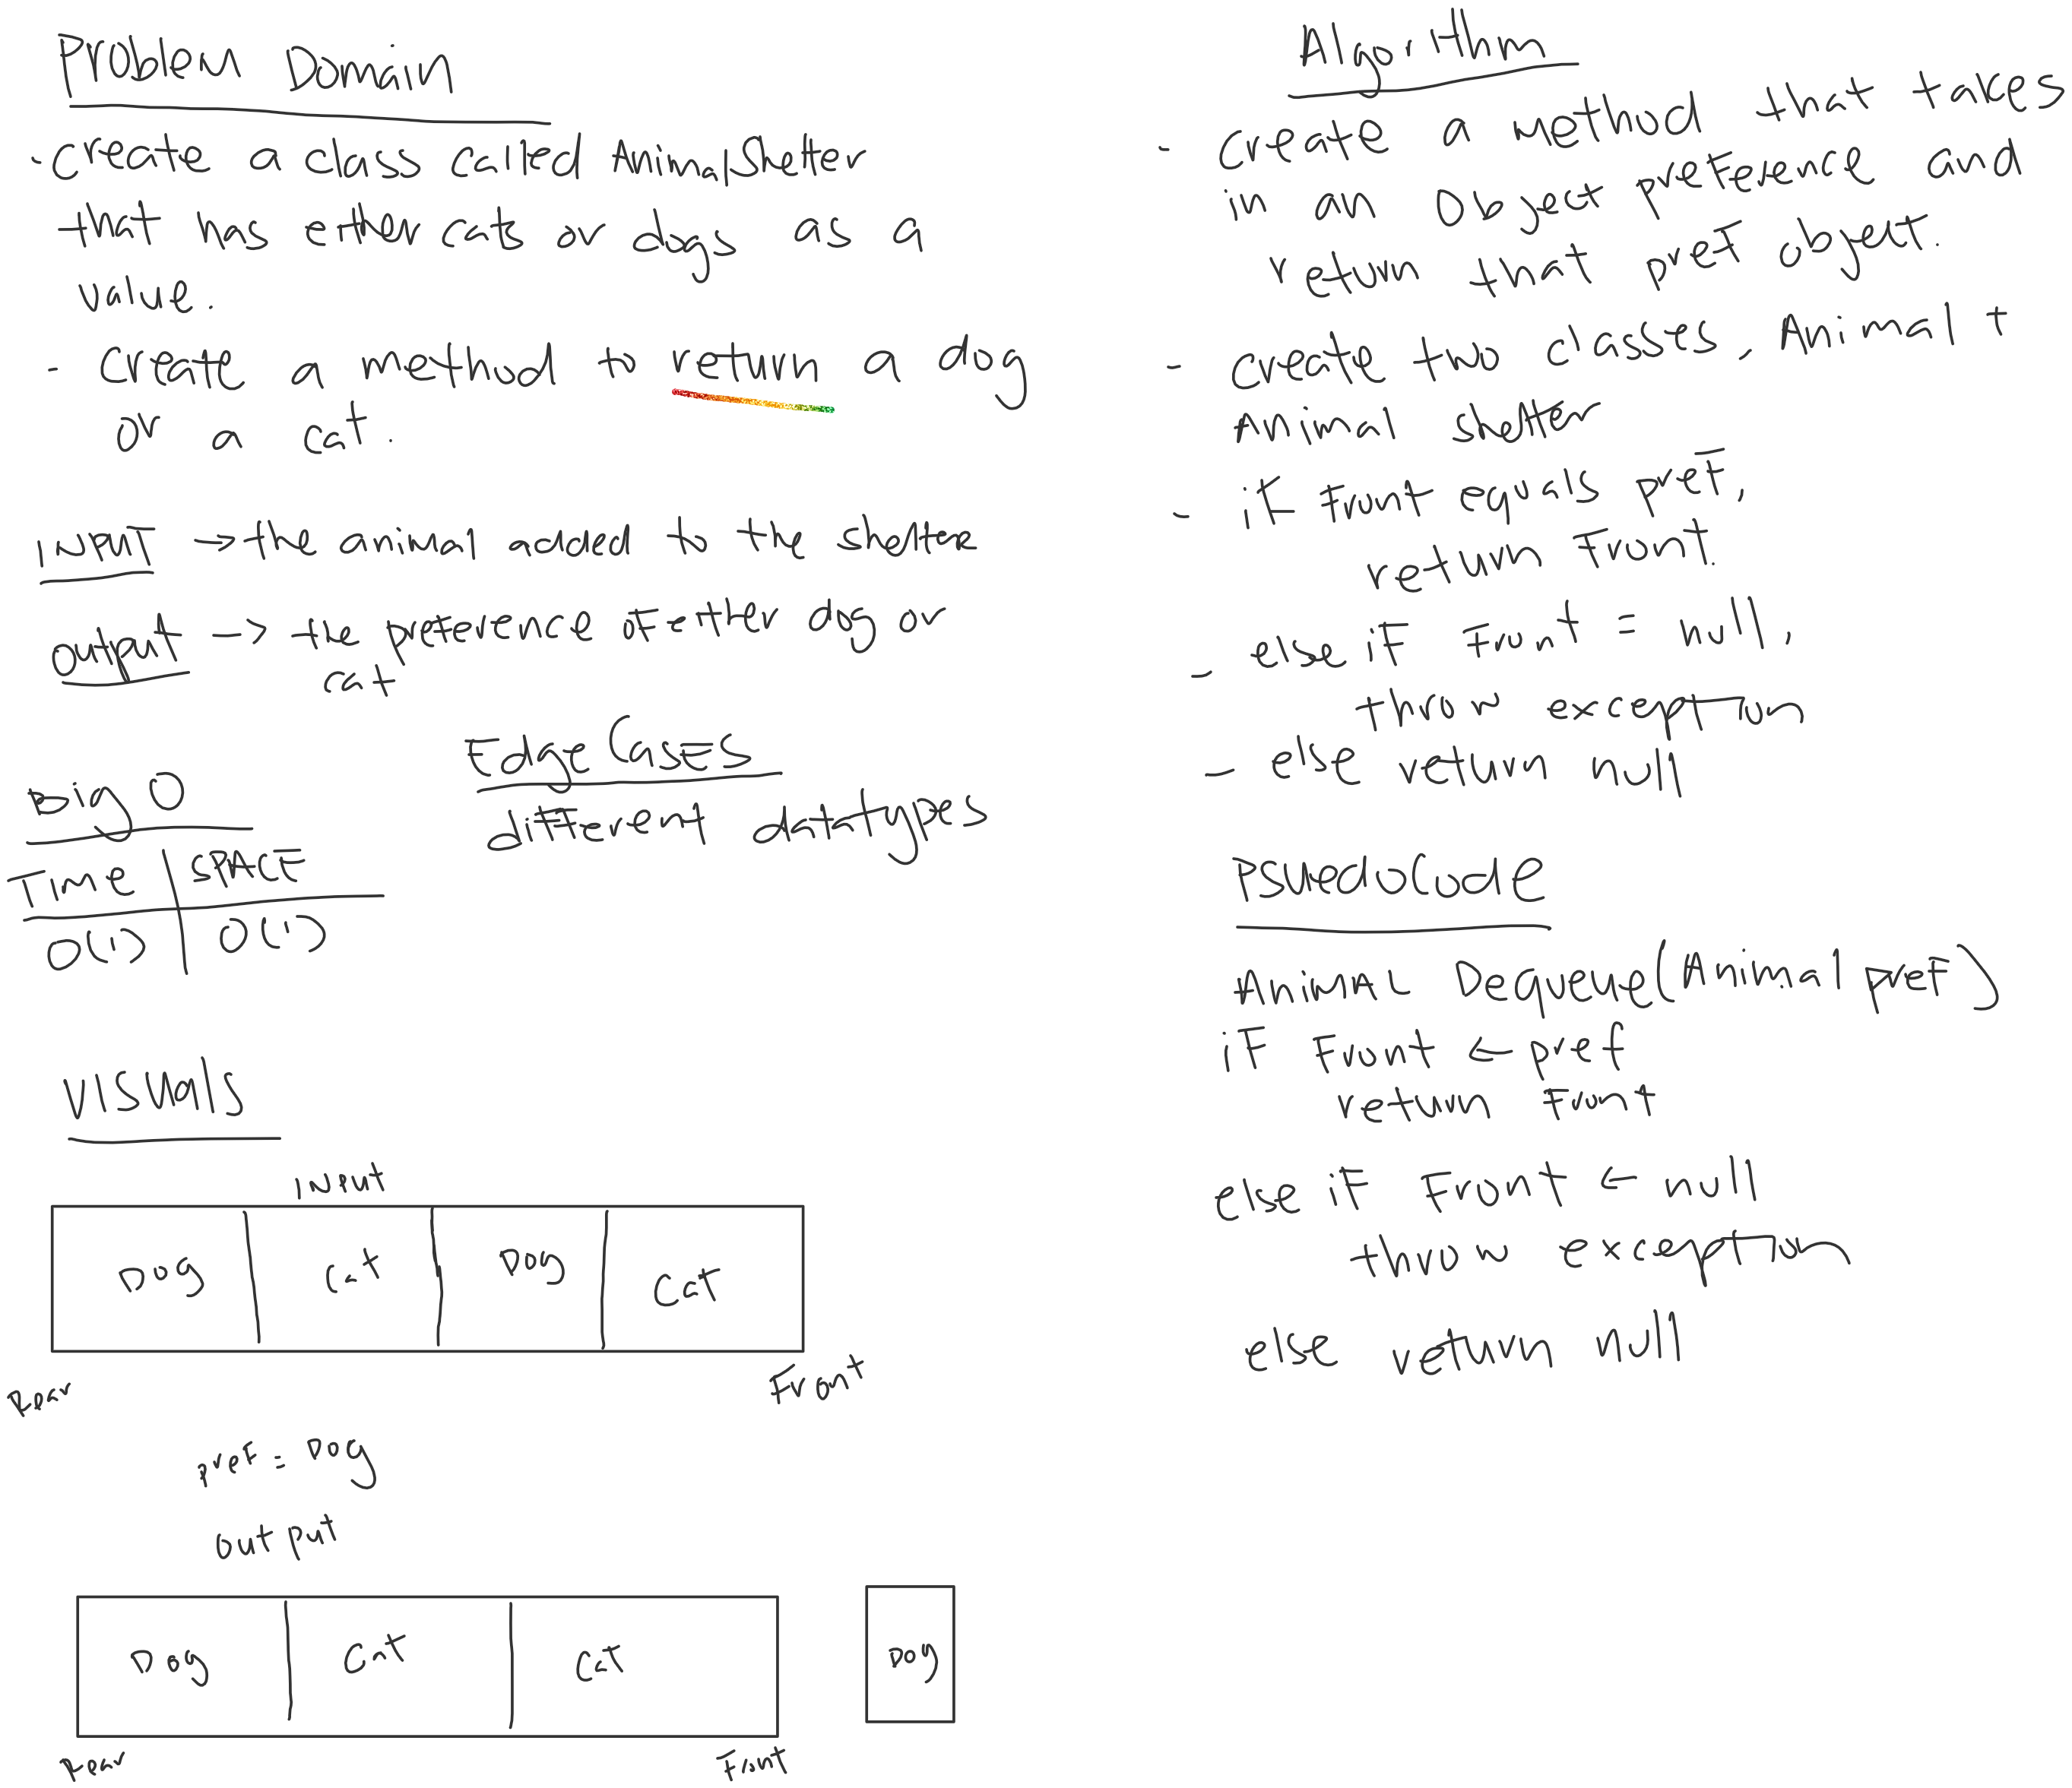 Problem Domain
- create a class called AnimalShelter
that has either cats or dogs as a
value.
- create a method to return a dog
or a cat.
INPUT -> the animal added to the shelter
Output -> the preference of either dog or
cat
Edge Cases
different datatypes
Big O
Time SPACE
O(1) O(1)
Visuals
Input
Dog Cat Dog Cat
Rear Front
pref = Dog
output
Dog Cat Cat Dog
Rear Front
Algorithm
- create a method that takes
in an Object preference and
return that pref object.
- create two classes, Animal +
Animal shelter
- if front equals pref,
return front.
- else if front = null,
throw exception
- else return null
PSUedoCode
Animal Dequeue(Animal pref)
if Front <- pref
return Front
else if Front <- null
throw exception
else return null